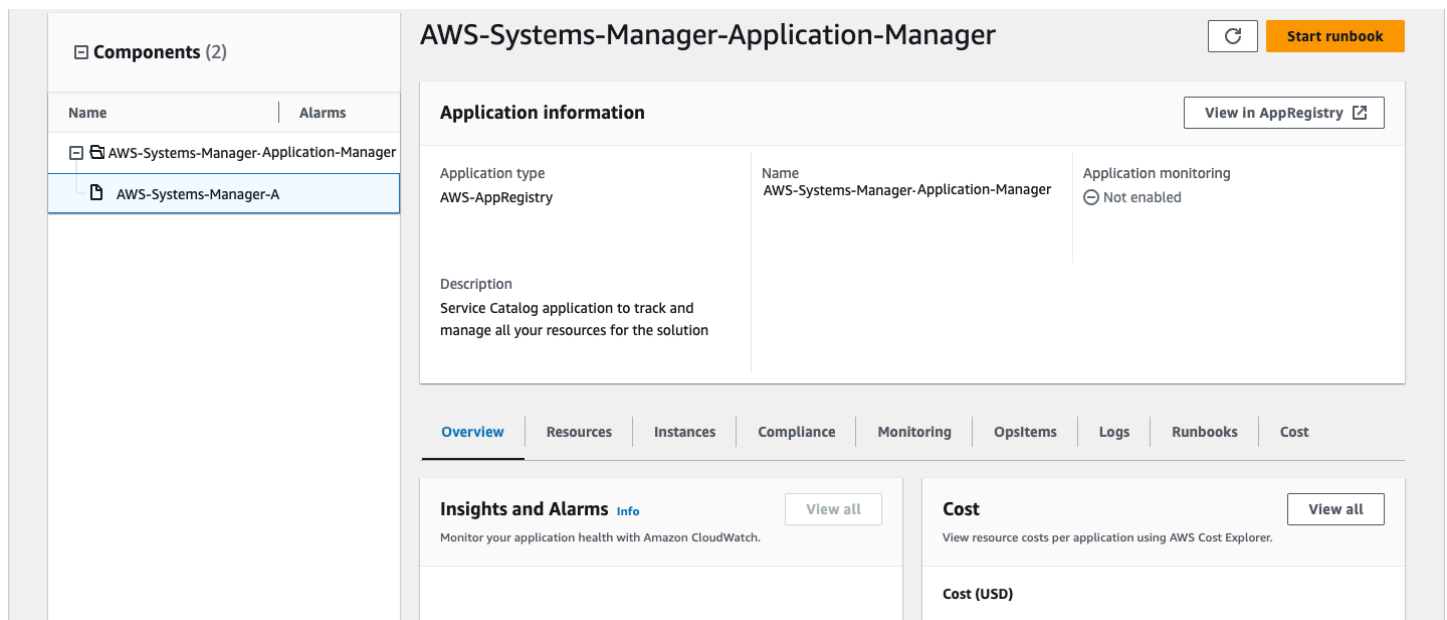 Components (2)
Name Alarms
AWS-Systems-Manager-Application-Manager
AWS-Systems-Manager-A
AWS-Systems-Manager-Application-Manager
Start runbook
Application information
View in AppRegistry
Application type
AWS-AppRegistry
Name
AWS-Systems-Manager-Application-Manager
Application monitoring
Not enabled
Description
Service Catalog application to track and
manage all your resources for the solution
Overview Resources Instances Compliance Monitoring OpsItems Logs Runbooks Cost
Insights and Alarms Info
View all
Monitor your application health with Amazon CloudWatch.
Cost
View all
View resource costs per application using AWS Cost Explorer.
Cost (USD)